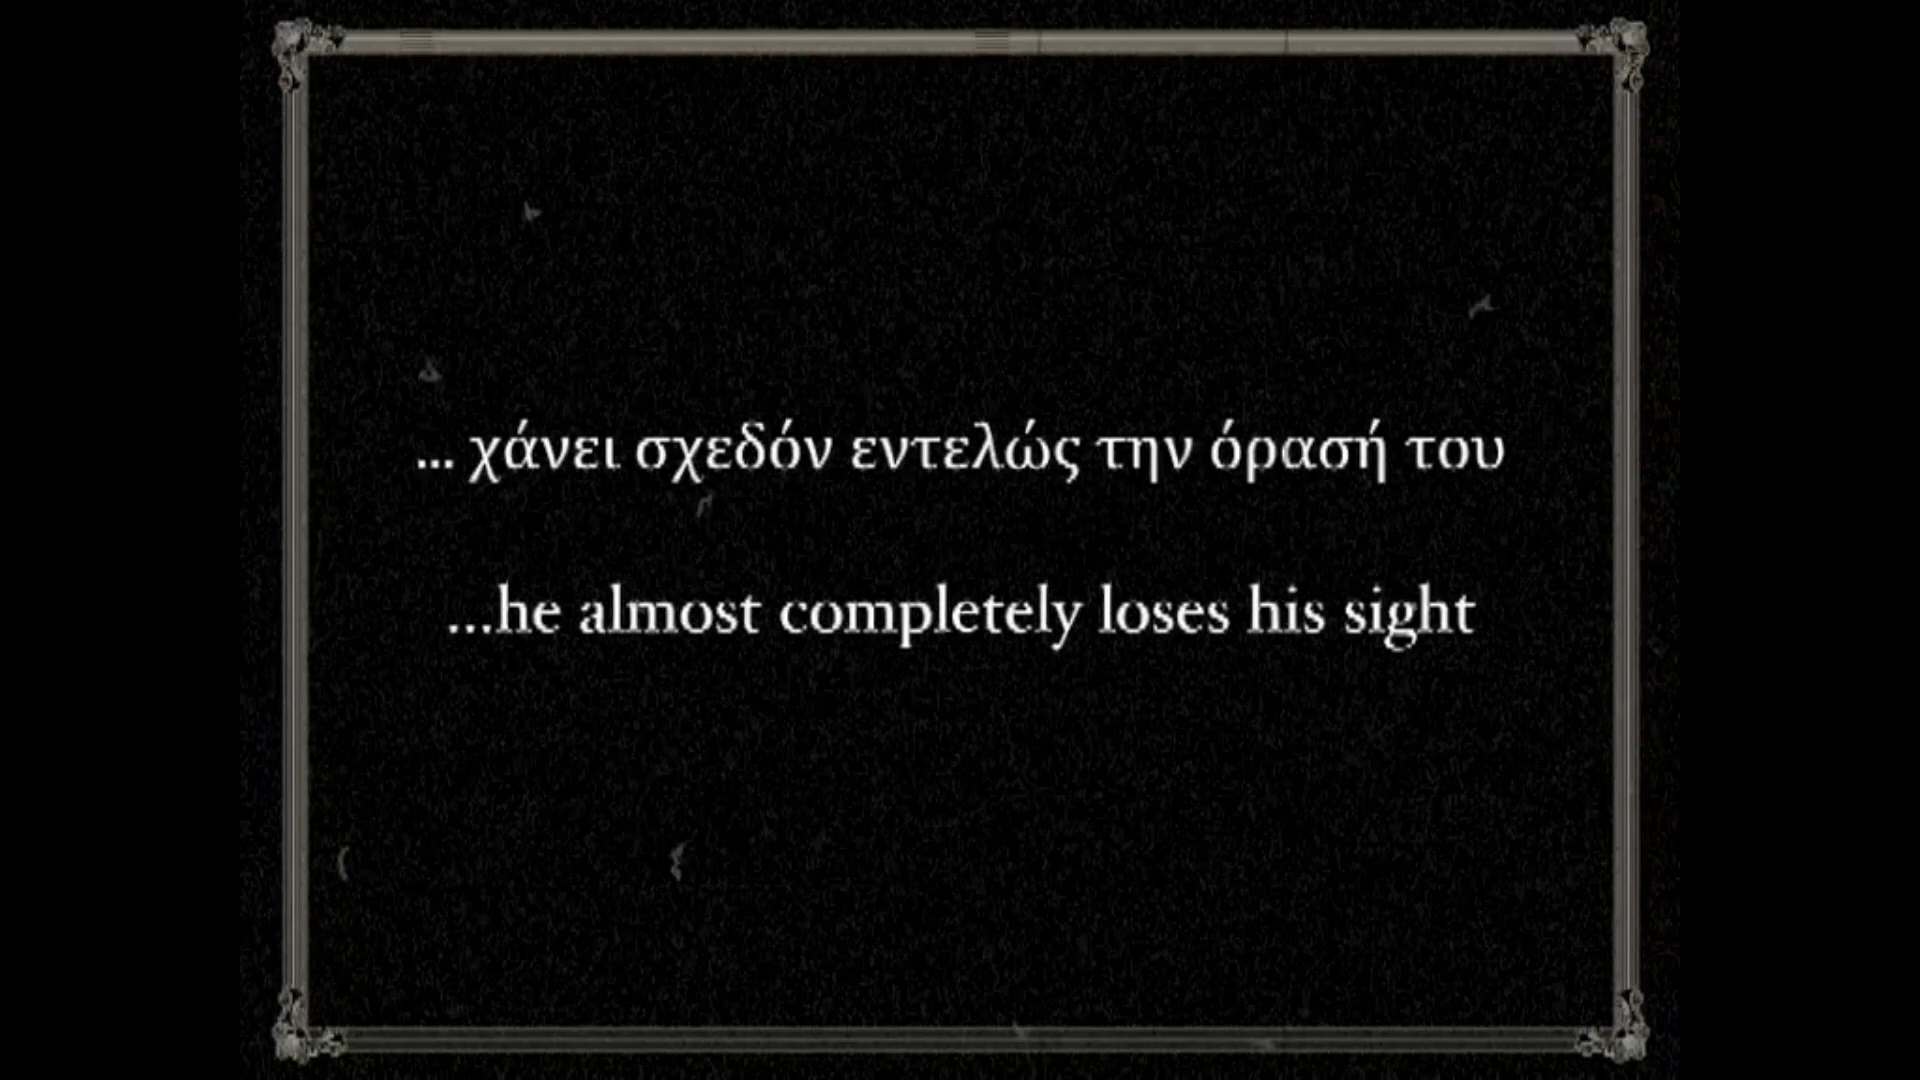 ... χάνει σχεδόν εντελώς την όρασή του
...he almost completely loses his sight